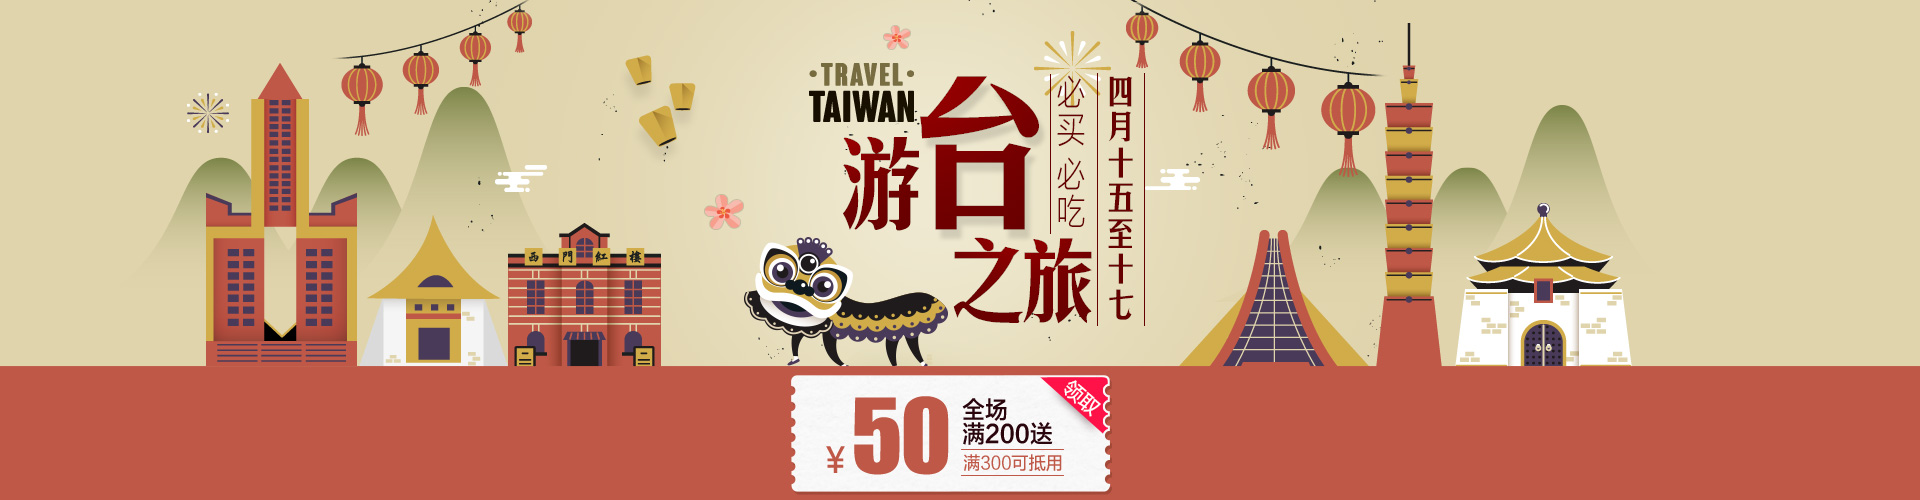 TRAVEL
TAIWAN
游台
之旅
必买必吃
四月十五至十七
西門紅樓
¥50
全场
满200送
满300可抵用
领取